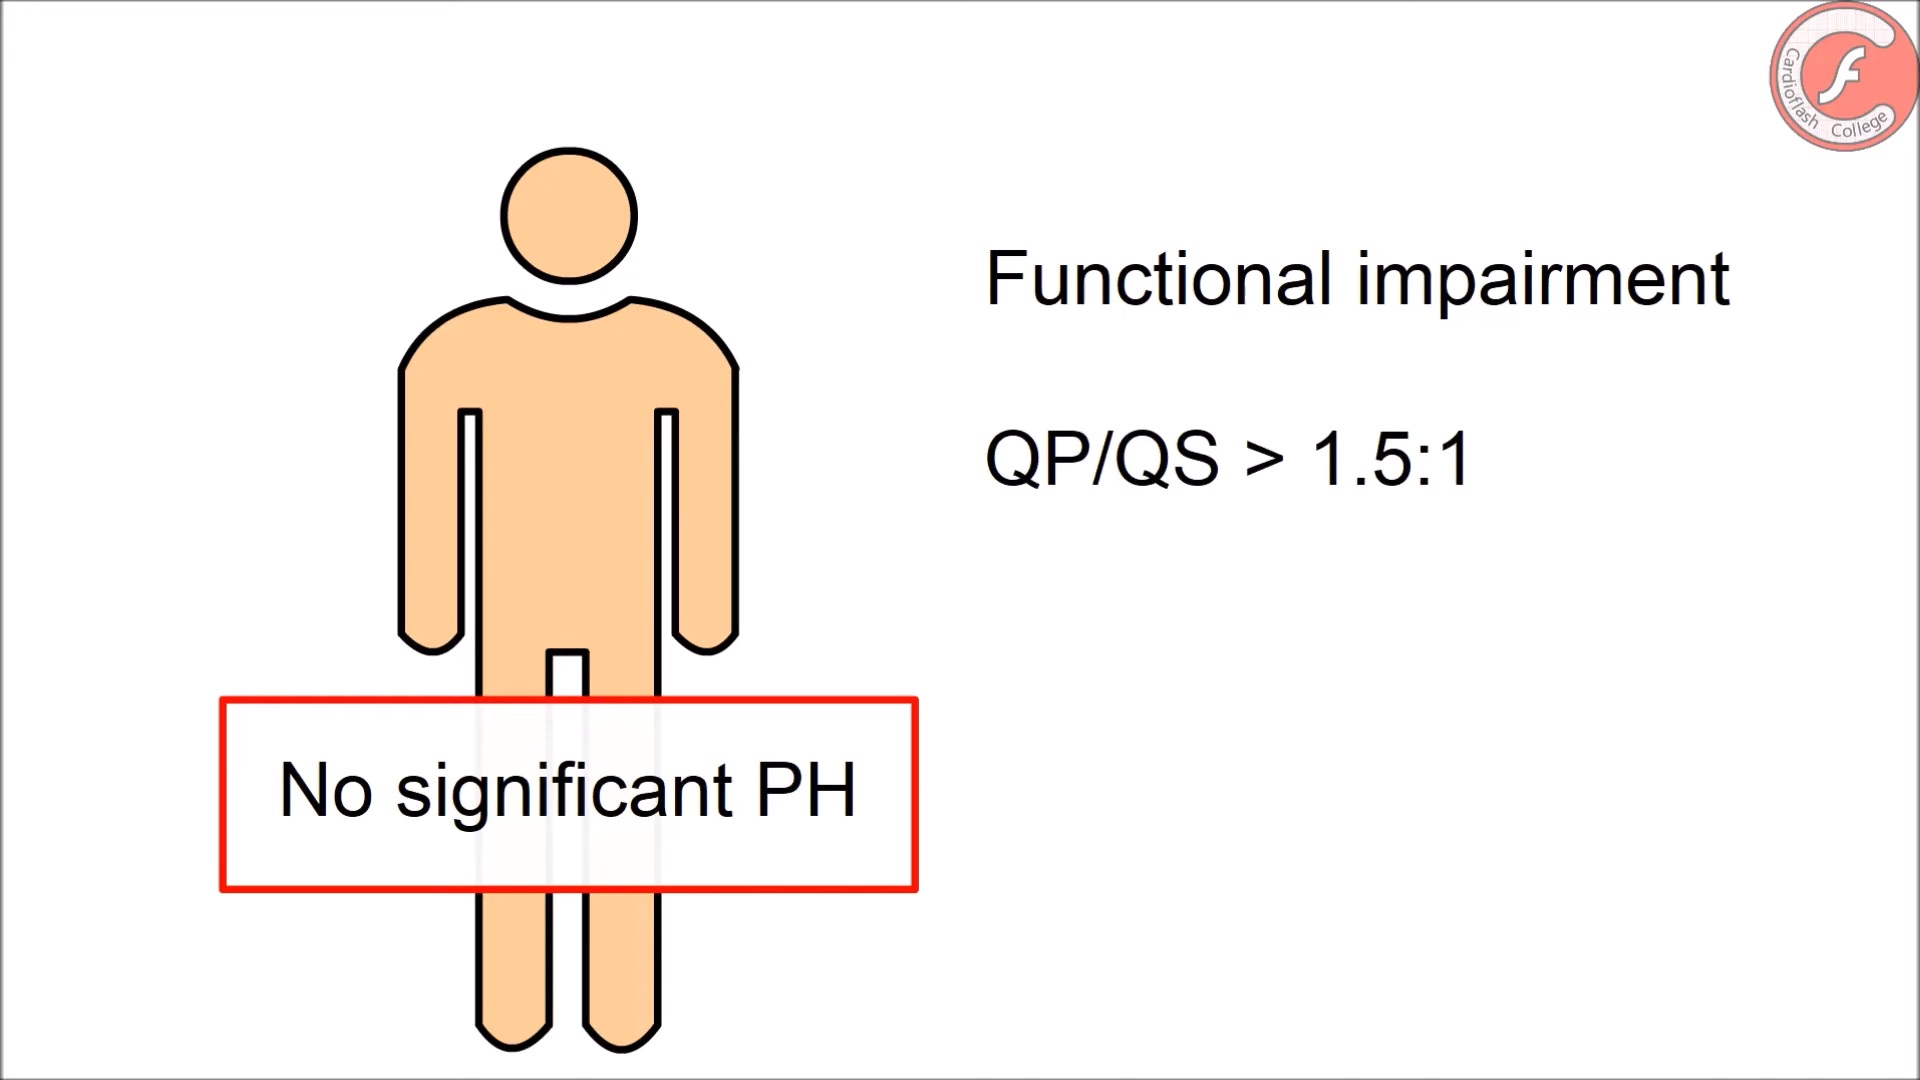 Cardioflash College
Functional impairment
QP/QS > 1.5:1
No significant PH